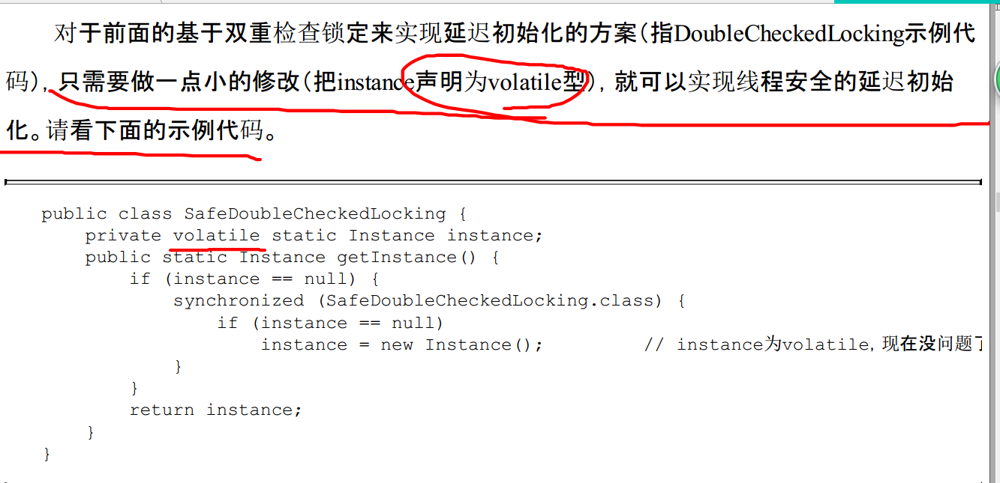 对于前面的基于双重检查锁定来实现延迟初始化的方案(指DoubleCheckedLocking示例代
码),只需要做一点小的修改(把instance声明为volatile型),就可以实现线程安全的延迟初始
化。请看下面的示例代码。
public class SafeDoubleCheckedLocking {
    private volatile static Instance instance;
    public static Instance getInstance() {
        if (instance == null) {
            synchronized (SafeDoubleCheckedLocking.class) {
                if (instance == null)
                    instance = new Instance();         // instance为volatile,现在没问题了
            }
        }
        return instance;
    }
}